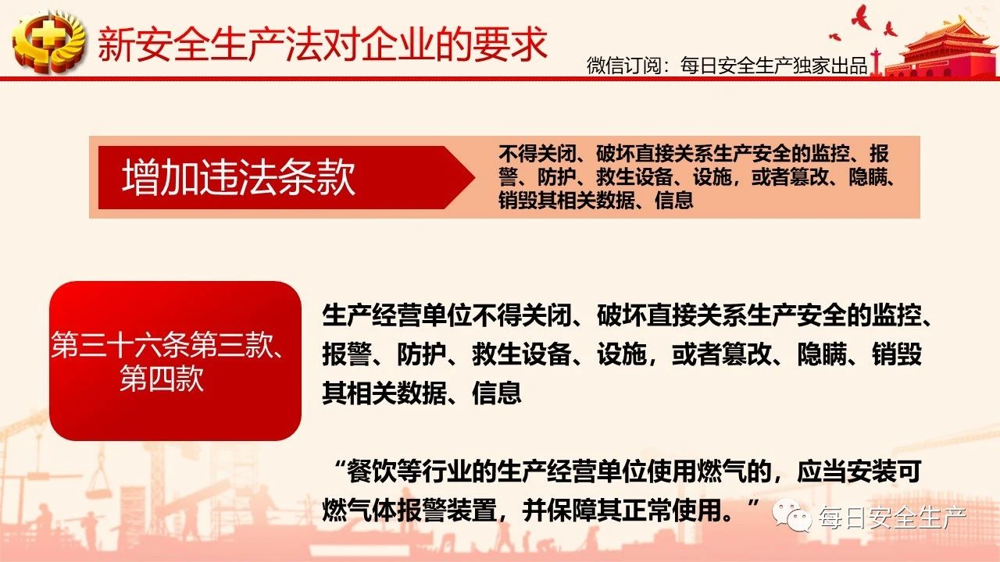 新安全生产法对企业的要求
微信订阅：每日安全生产独家出品
增加违法条款
不得关闭、破坏直接关系生产安全的监控、报
警、防护、救生设备、设施，或者篡改、隐瞒、
销毁其相关数据、信息
第三十六条第三款、
第四款
生产经营单位不得关闭、破坏直接关系生产安全的监控、
报警、防护、救生设备、设施，或者篡改、隐瞒、销毁
其相关数据、信息
“餐饮等行业的生产经营单位使用燃气的，应当安装可
燃气体报警装置，并保障其正常使用。”
每日安全生产